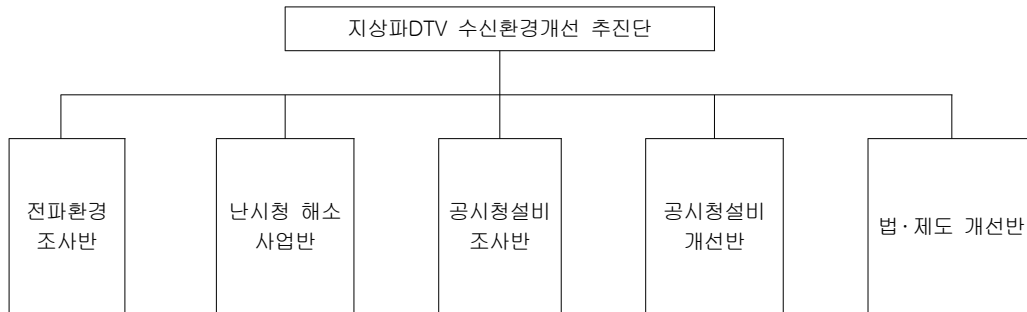 지상파DTV 수신환경개선 추진단
전파환경
조사반
난시청 해소
사업반
공시청설비
조사반
공시청설비
개선반
법·제도 개선반